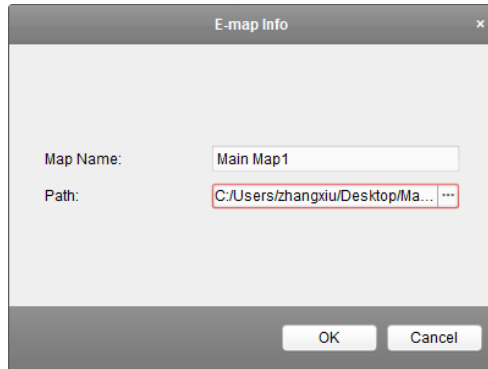 E-map Info ×
Map Name: Main Map1
Path: C:/Users/zhangxiu/Desktop/Ma... ...
OK Cancel